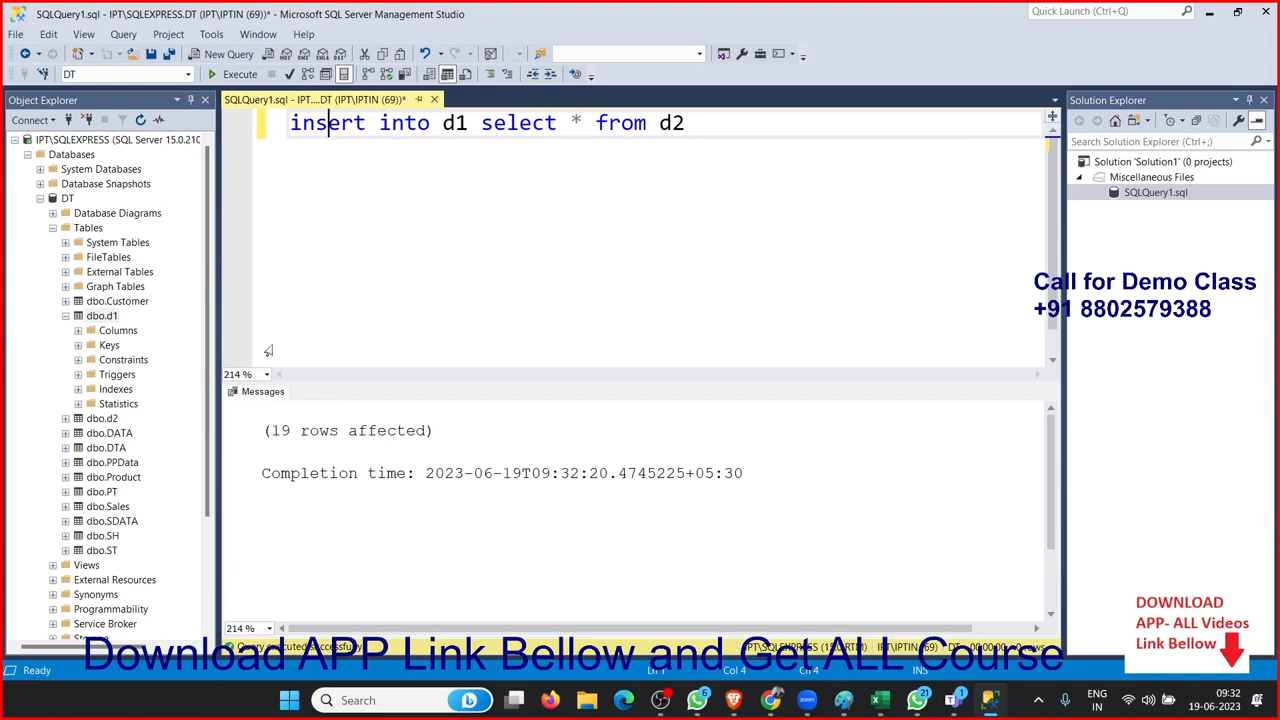 SQLQuery1.sql - IPT\SQLEXPRESS.DT (IPT\IPTIN (69))* - Microsoft SQL Server Management Studio
Quick Launch (Ctrl+Q)
File Edit View Query Project Tools Window Help
New Query
DT
Execute
Object Explorer
SQLQuery1.sql - IPT....DT (IPT\IPTIN (69))*
Solution Explorer
Connect
insert into d1 select * from d2
Search Solution Explorer (Ctrl+;)
IPT\SQLEXPRESS (SQL Server 15.0.210
Databases
System Databases
Database Snapshots
DT
Database Diagrams
Tables
System Tables
FileTables
External Tables
Graph Tables
dbo.Customer
dbo.d1
Columns
Keys
Constraints
Triggers
Indexes
Statistics
dbo.d2
dbo.DATA
dbo.DTA
dbo.PPData
dbo.Product
dbo.PT
dbo.Sales
dbo.SDATA
dbo.SH
dbo.ST
Views
External Resources
Synonyms
Programmability
Service Broker
Solution 'Solution1' (0 projects)
Miscellaneous Files
SQLQuery1.sql
Call for Demo Class
+91 8802579388
214 %
Messages
(19 rows affected)
Completion time: 2023-06-19T09:32:20.4745225+05:30
214 %
DOWNLOAD
APP- ALL Videos
Link Bellow
Download APP Link Bellow and Get ALL Course
Ready
Col 4
INS
Search
6
21
1
ENG
IN
09:32
19-06-2023